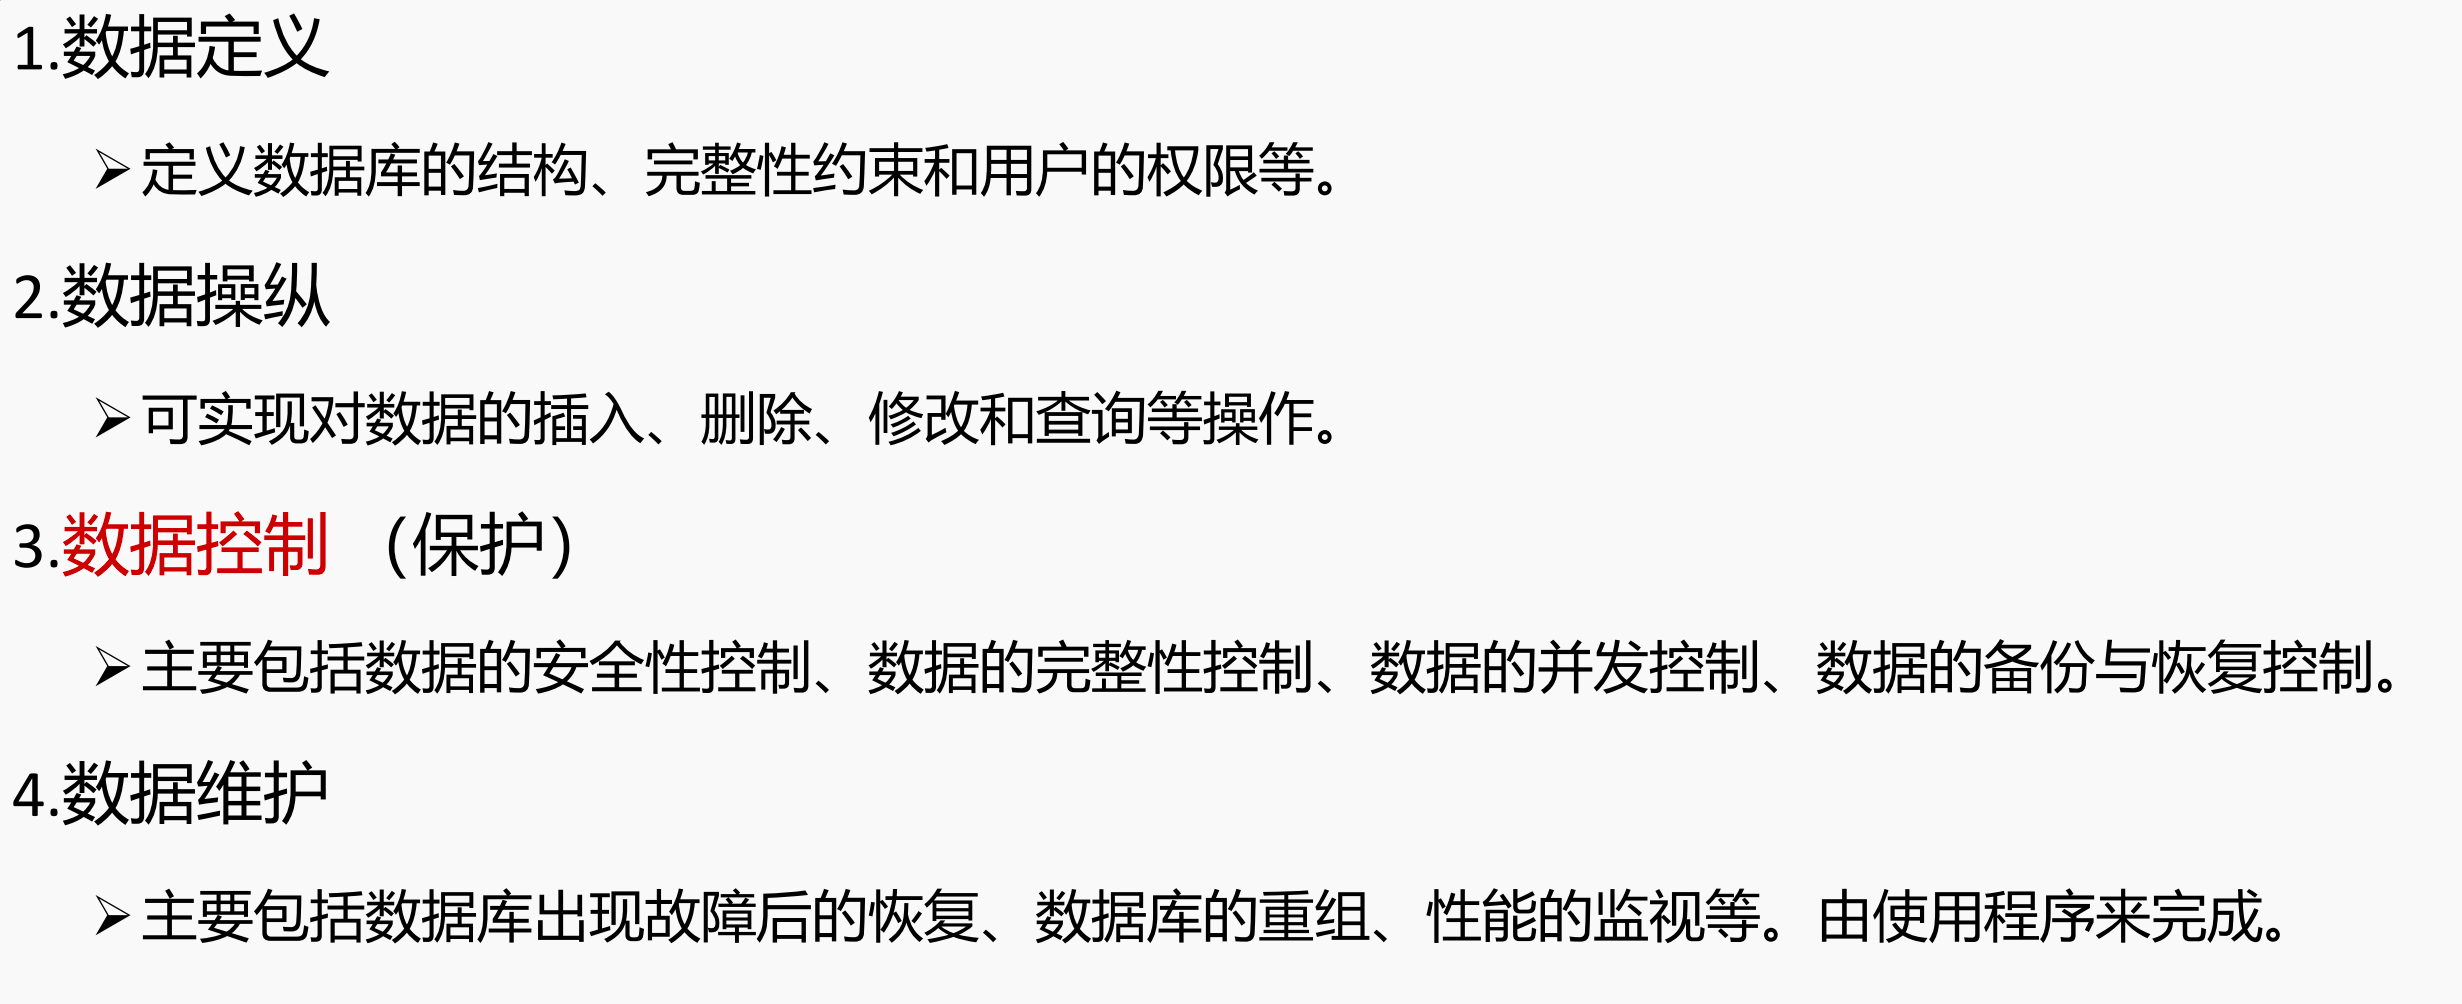 1.数据定义
➢定义数据库的结构、完整性约束和用户的权限等。
2.数据操纵
➢可实现对数据的插入、删除、修改和查询等操作。
3.数据控制 （保护）
➢主要包括数据的安全性控制、数据的完整性控制、数据的并发控制、数据的备份与恢复控制。
4.数据维护
➢主要包括数据库出现故障后的恢复、数据库的重组、性能的监视等。由使用程序来完成。